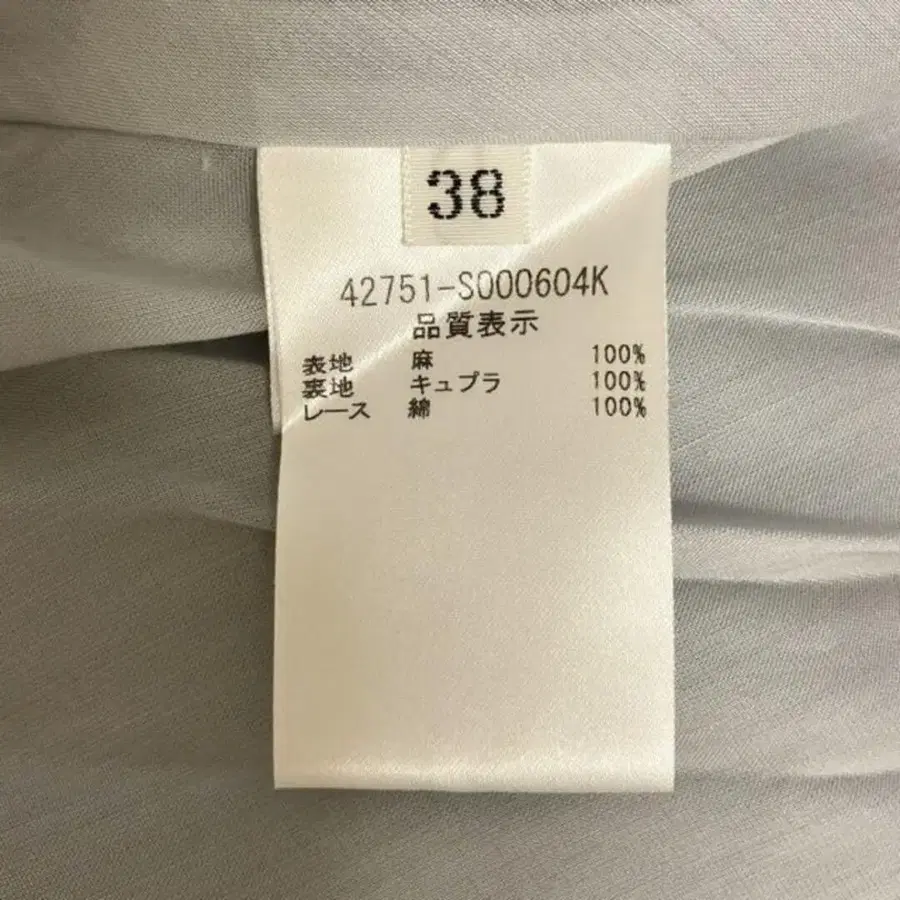 38
42751-S000604K
品質表示
表地 麻 100%
裏地 キュプラ 100%
レース 綿 100%